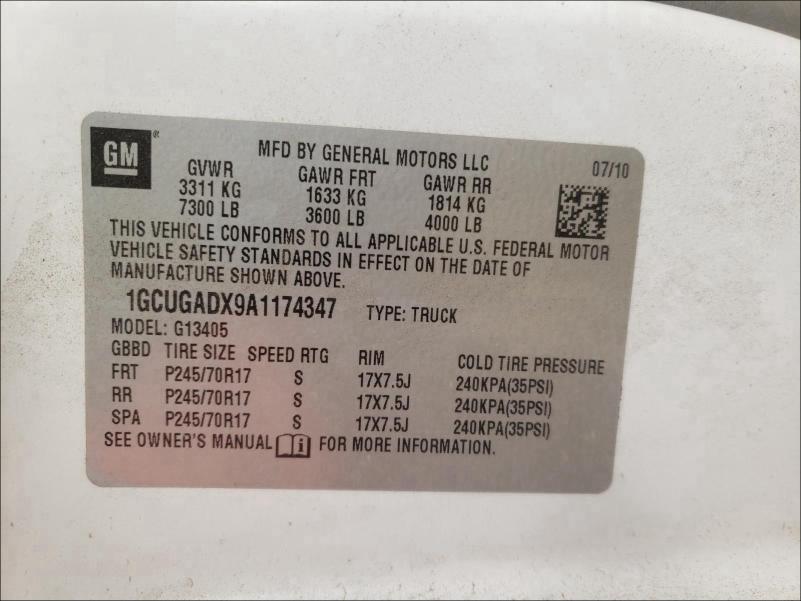 GM®
MFD BY GENERAL MOTORS LLC 07/10
GVWR GAWR FRT GAWR RR
3311 KG 1633 KG 1814 KG
7300 LB 3600 LB 4000 LB
THIS VEHICLE CONFORMS TO ALL APPLICABLE U.S. FEDERAL MOTOR
VEHICLE SAFETY STANDARDS IN EFFECT ON THE DATE OF
MANUFACTURE SHOWN ABOVE.
1GCUGADX9A1174347 TYPE: TRUCK
MODEL: G13405
GBBD TIRE SIZE SPEED RTG RIM COLD TIRE PRESSURE
FRT P245/70R17 S 17X7.5J 240KPA(35PSI)
RR P245/70R17 S 17X7.5J 240KPA(35PSI)
SPA P245/70R17 S 17X7.5J 240KPA(35PSI)
SEE OWNER'S MANUAL i FOR MORE INFORMATION.